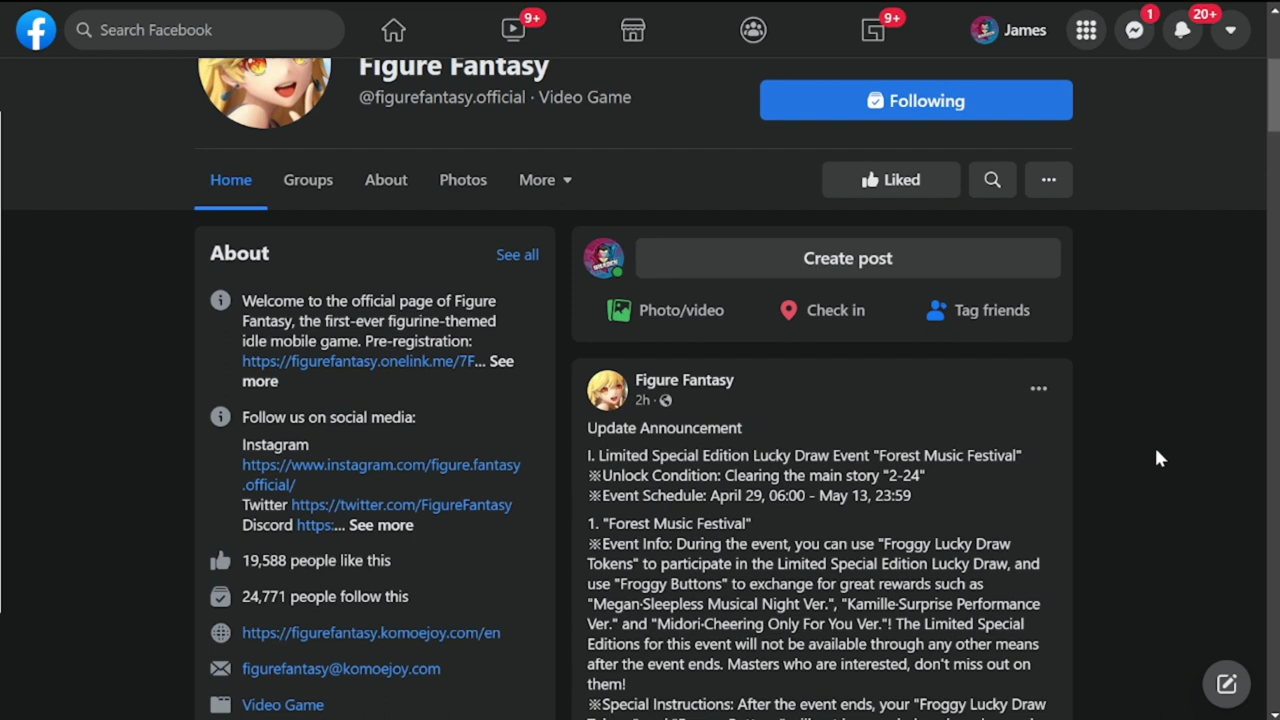 Search Facebook
9+
9+
James
1
20+
Figure Fantasy
@figurefantasy.official · Video Game
Following
Home
Groups
About
Photos
More
Liked
About
See all
Welcome to the official page of Figure
Fantasy, the first-ever figurine-themed
idle mobile game. Pre-registration:
https://figurefantasy.onelink.me/7F... See
more
Follow us on social media:
Instagram
https://www.instagram.com/figure.fantasy
.official/
Twitter https://twitter.com/FigureFantasy
Discord https:... See more
19,588 people like this
24,771 people follow this
https://figurefantasy.komoejoy.com/en
figurefantasy@komoejoy.com
Video Game
Create post
Photo/video
Check in
Tag friends
Figure Fantasy
2h ·
Update Announcement
I. Limited Special Edition Lucky Draw Event "Forest Music Festival"
※Unlock Condition: Clearing the main story "2-24"
※Event Schedule: April 29, 06:00 - May 13, 23:59
1. "Forest Music Festival"
※Event Info: During the event, you can use "Froggy Lucky Draw
Tokens" to participate in the Limited Special Edition Lucky Draw, and
use "Froggy Buttons" to exchange for great rewards such as
"Megan·Sleepless Musical Night Ver.", "Kamille·Surprise Performance
Ver." and "Midori·Cheering Only For You Ver."! The Limited Special
Editions for this event will not be available through any other means
after the event ends. Masters who are interested, don't miss out on
them!
※Special Instructions: After the event ends, your "Froggy Lucky Draw